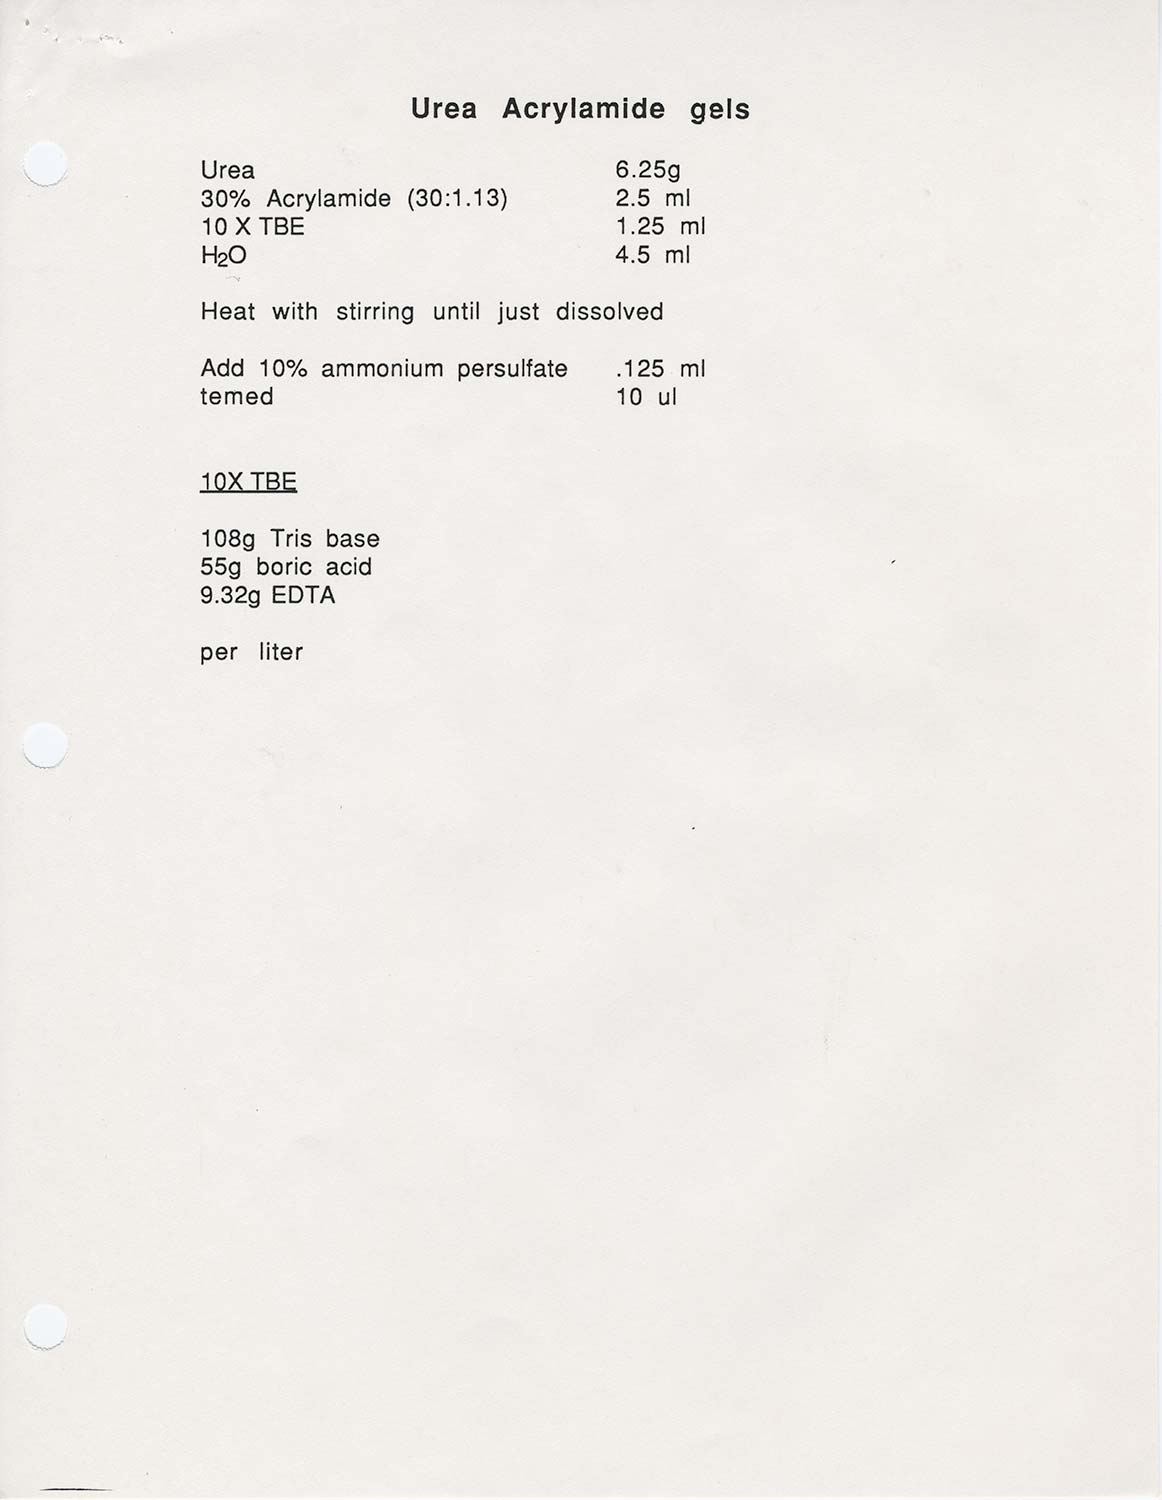 Urea Acrylamide gels
Urea 6.25g
30% Acrylamide (30:1.13) 2.5 ml
10 X TBE 1.25 ml
H₂O 4.5 ml
Heat with stirring until just dissolved
Add 10% ammonium persulfate .125 ml
temed 10 ul
10X TBE
108g Tris base
55g boric acid
9.32g EDTA
per liter